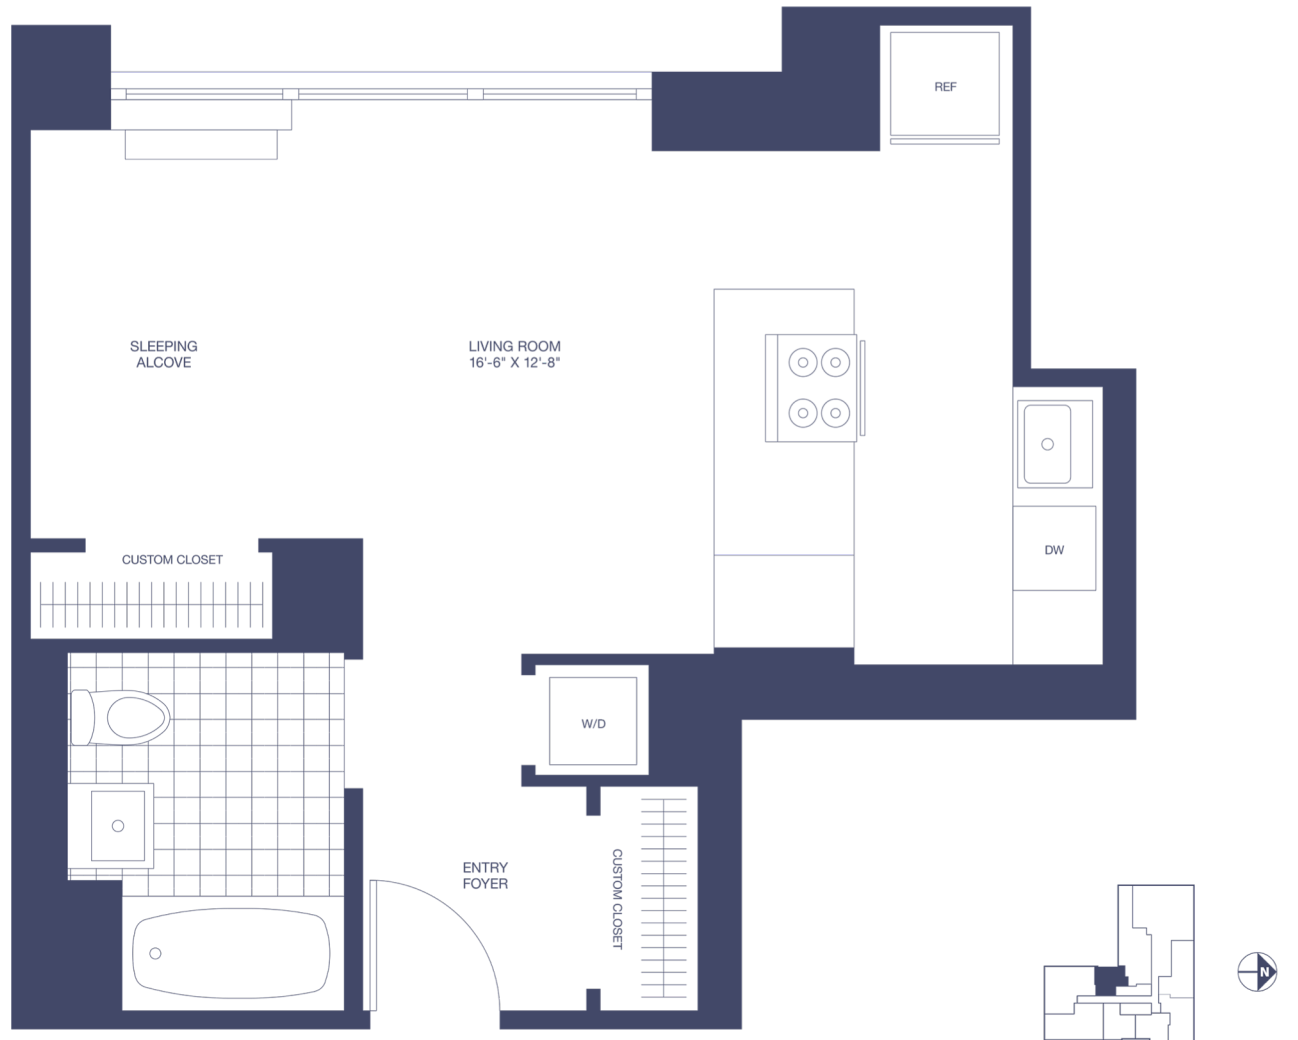 REF
SLEEPING
ALCOVE
LIVING ROOM
16'-6" X 12'-8"
CUSTOM CLOSET
DW
W/D
ENTRY
FOYER
CUSTOM CLOSET
N